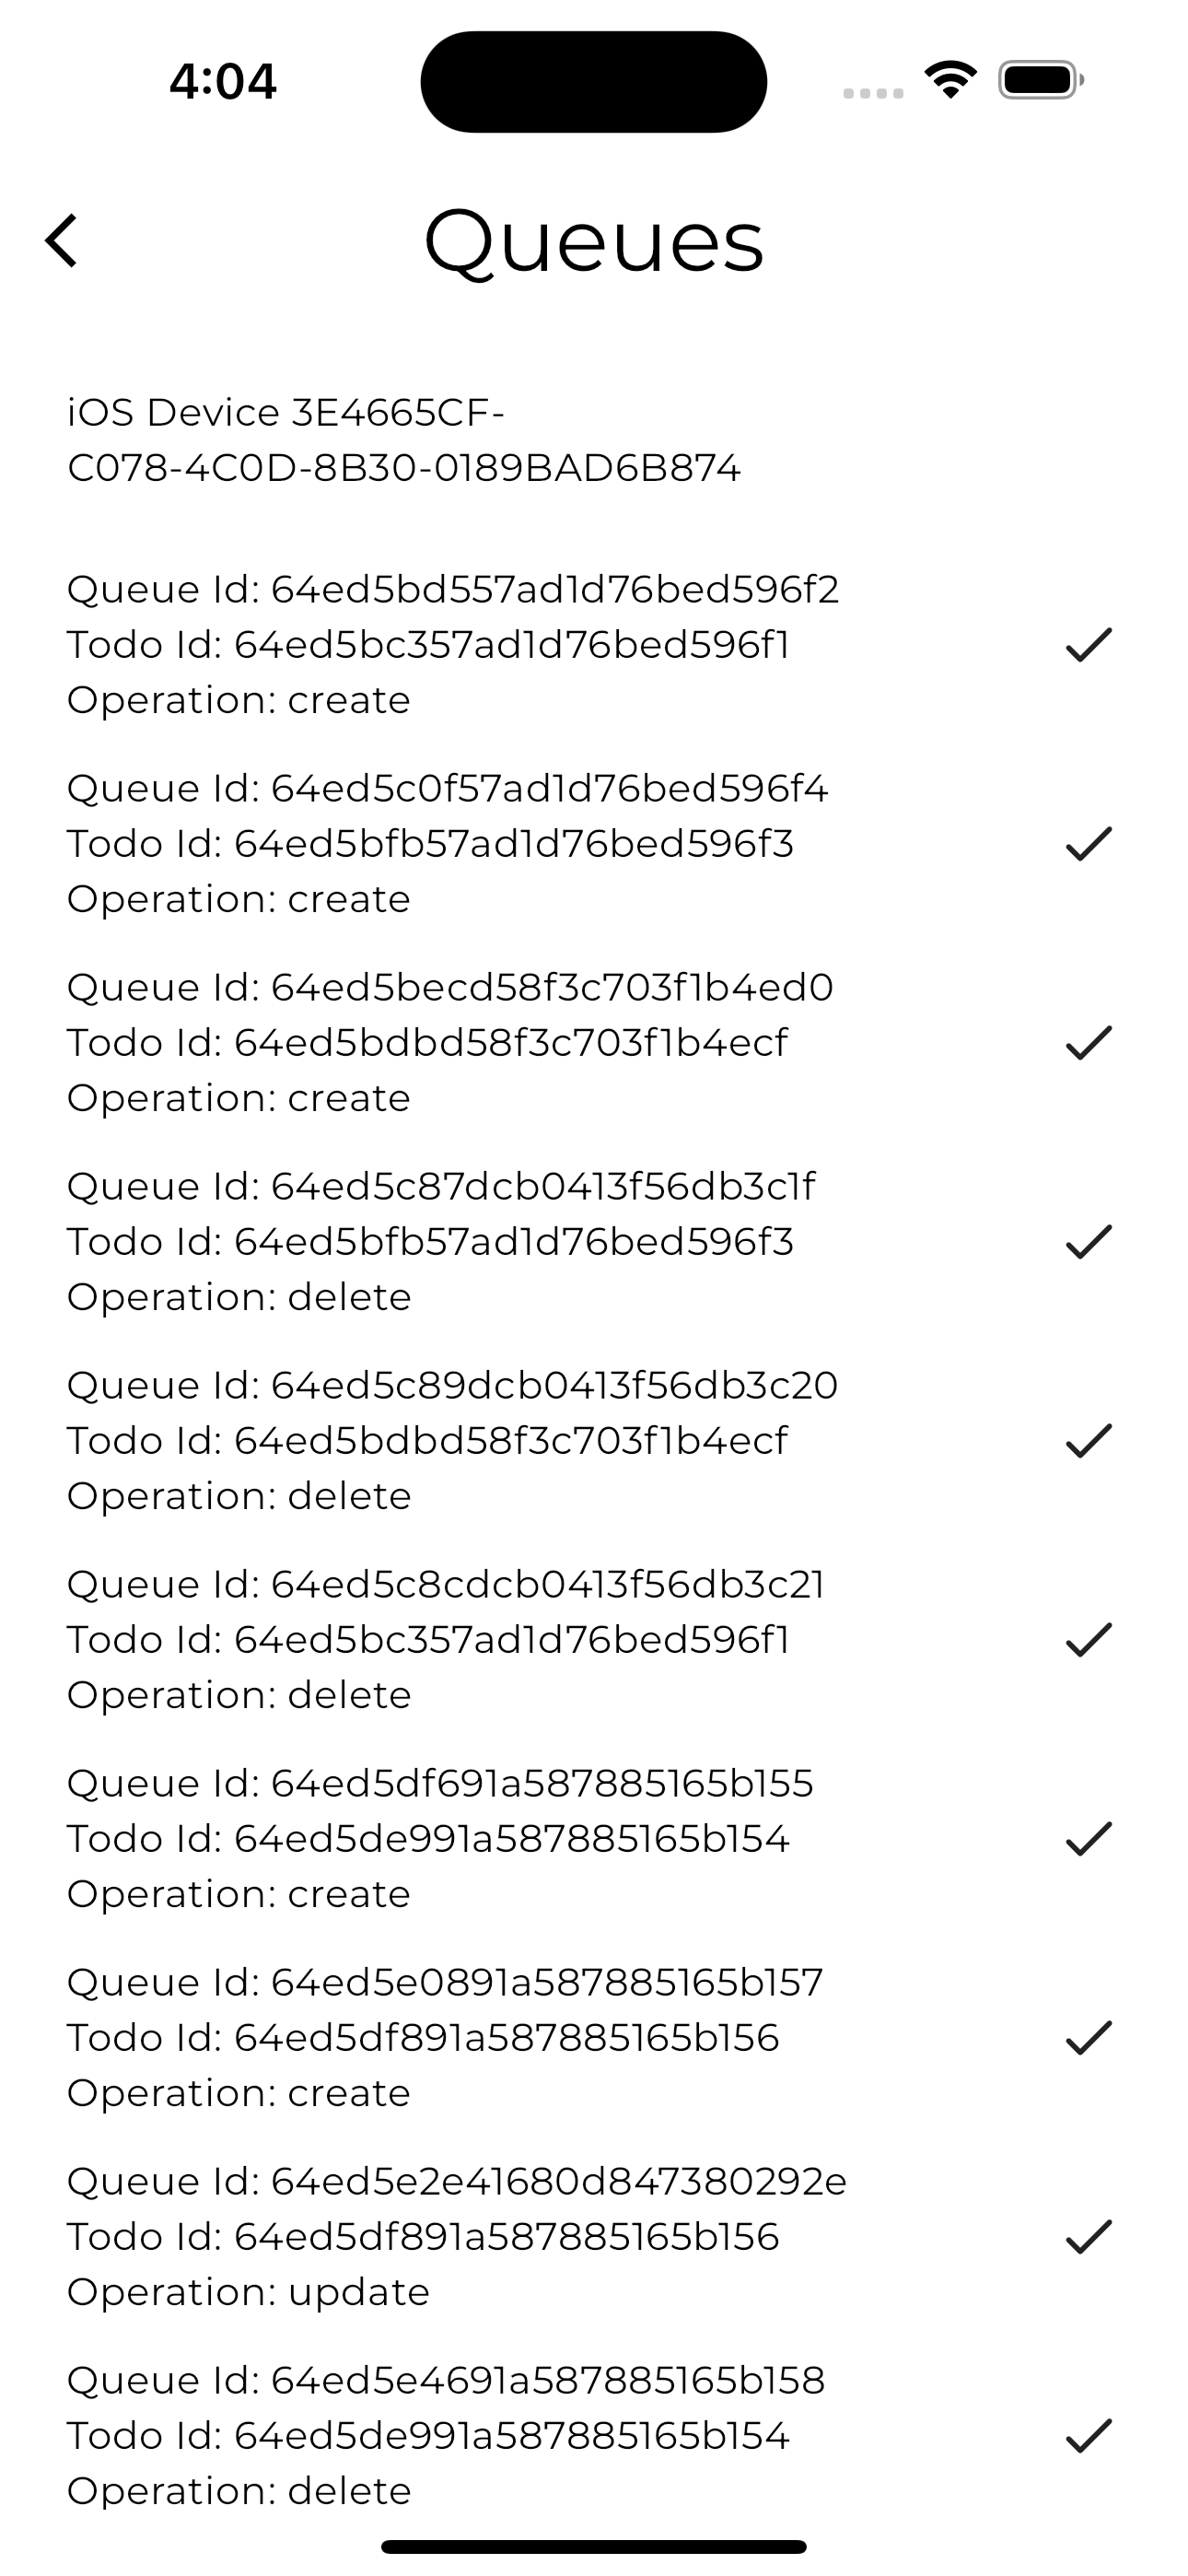 4:04
Queues
iOS Device 3E4665CF-
C078-4C0D-8B30-0189BAD6B874
Queue Id: 64ed5bd557ad1d76bed596f2
Todo Id: 64ed5bc357ad1d76bed596f1
Operation: create
Queue Id: 64ed5c0f57ad1d76bed596f4
Todo Id: 64ed5bfb57ad1d76bed596f3
Operation: create
Queue Id: 64ed5becd58f3c703f1b4ed0
Todo Id: 64ed5bdbd58f3c703f1b4ecf
Operation: create
Queue Id: 64ed5c87dcb0413f56db3c1f
Todo Id: 64ed5bfb57ad1d76bed596f3
Operation: delete
Queue Id: 64ed5c89dcb0413f56db3c20
Todo Id: 64ed5bdbd58f3c703f1b4ecf
Operation: delete
Queue Id: 64ed5c8cdcb0413f56db3c21
Todo Id: 64ed5bc357ad1d76bed596f1
Operation: delete
Queue Id: 64ed5df691a587885165b155
Todo Id: 64ed5de991a587885165b154
Operation: create
Queue Id: 64ed5e0891a587885165b157
Todo Id: 64ed5df891a587885165b156
Operation: create
Queue Id: 64ed5e2e41680d847380292e
Todo Id: 64ed5df891a587885165b156
Operation: update
Queue Id: 64ed5e4691a587885165b158
Todo Id: 64ed5de991a587885165b154
Operation: delete